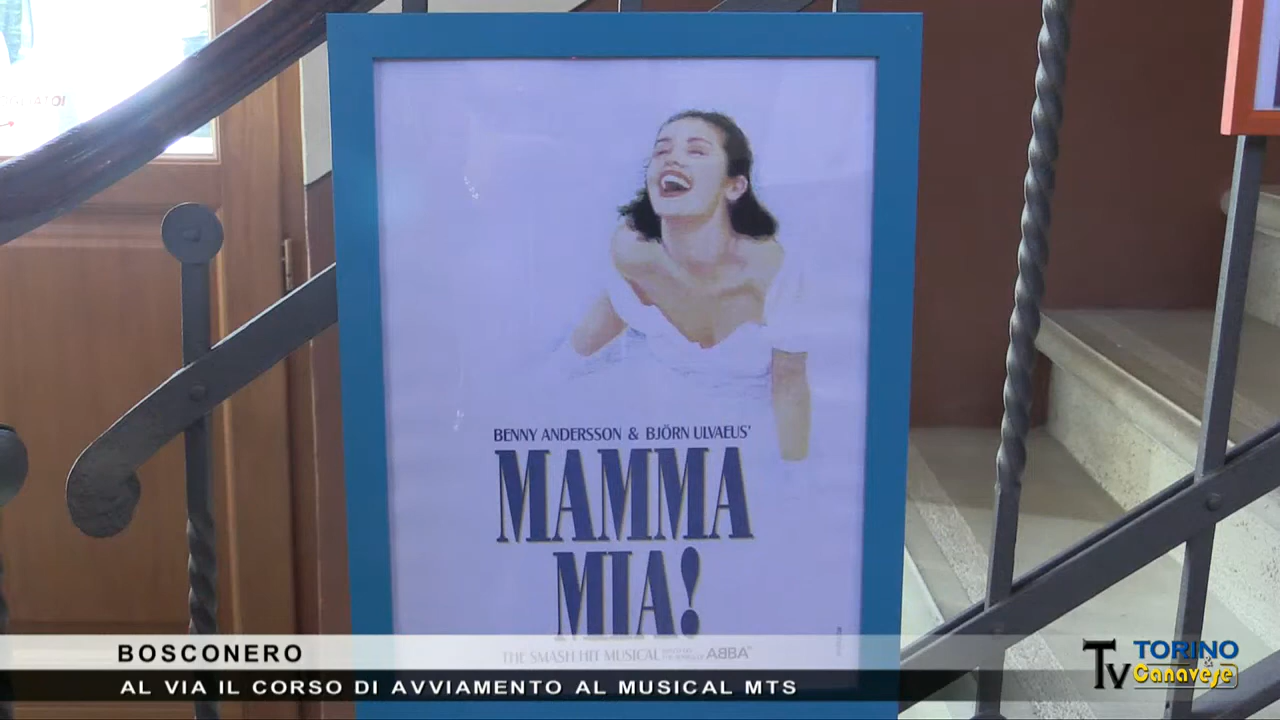 BENNY ANDERSSON & BJÖRN ULVAEUS'
MAMMA
MIA!
THE SMASH HIT MUSICAL
ABBA
BOSCONERO
AL VIA IL CORSO DI AVVIAMENTO AL MUSICAL MTS
TV TORINO
& Canavese